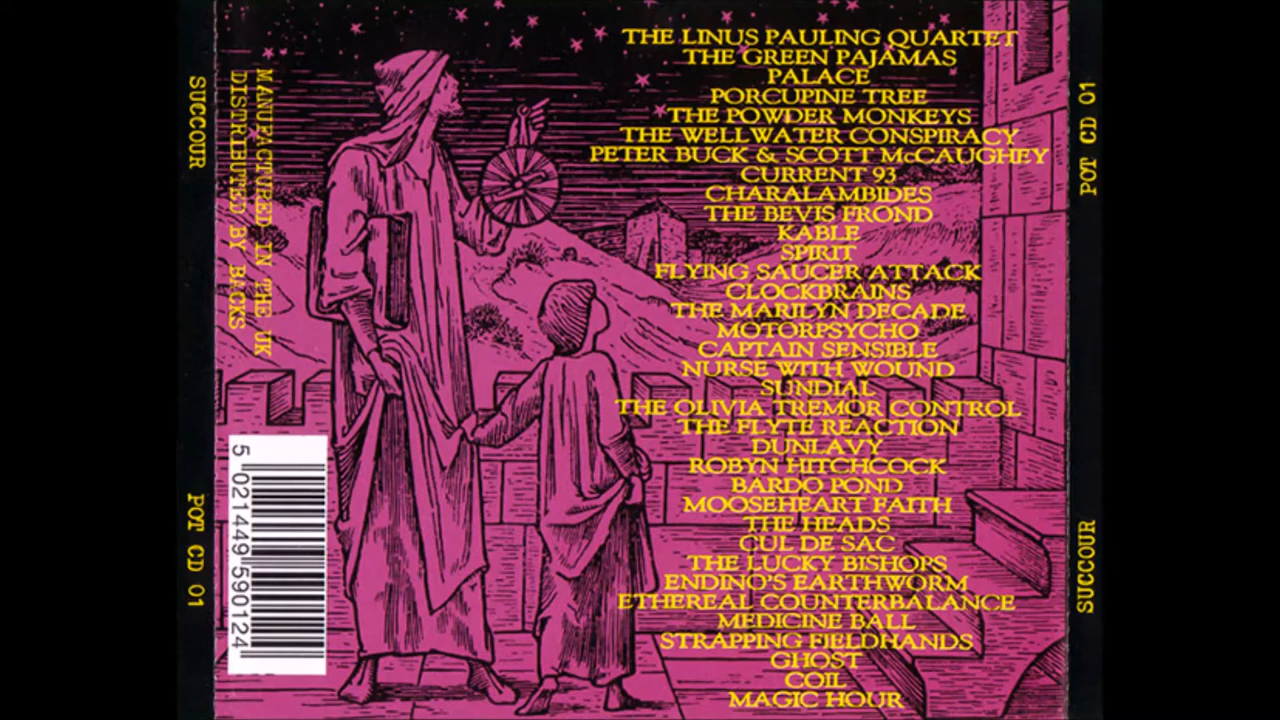 SUCCOUR
POT CD 01
MANUFACTURED IN THE UK
DISTRIBUTED BY BACKS
5 021449 590124
THE LINUS PAULING QUARTET
THE GREEN PAJAMAS
PALACE
PORCUPINE TREE
THE POWDER MONKEYS
THE WELLWATER CONSPIRACY
PETER BUCK & SCOTT McCAUGHEY
CURRENT 93
CHARALAMBIDES
THE BEVIS FROND
KABLE
SPIRIT
FLYING SAUCER ATTACK
CLOCKBRAINS
THE MARILYN DECADE
MOTORPSYCHO
CAPTAIN SENSIBLE
NURSE WITH WOUND
SUNDIAL
THE OLIVIA TREMOR CONTROL
THE FLYTE REACTION
DUNLAVY
ROBYN HITCHCOCK
BARDO POND
MOOSEHEART FAITH
THE HEADS
CUL DE SAC
THE LUCKY BISHOPS
ENDINO'S EARTHWORM
ETHEREAL COUNTERBALANCE
MEDICINE BALL
STRAPPING FIELDHANDS
GHOST
COIL
MAGIC HOUR
POT CD 01
SUCCOUR